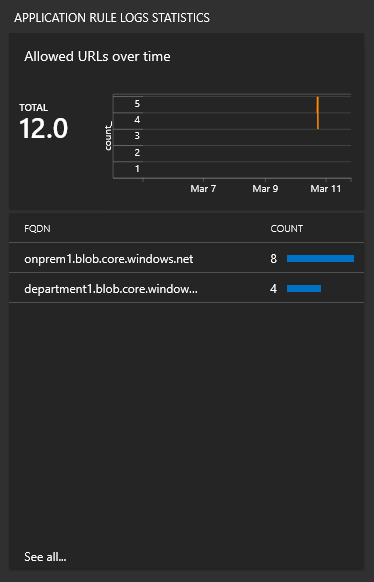 APPLICATION RULE LOGS STATISTICS
Allowed URLs over time
TOTAL
12.0
count_
5
4
3
2
1
Mar 7 Mar 9 Mar 11
FQDN COUNT
onprem1.blob.core.windows.net 8
department1.blob.core.window... 4
See all...